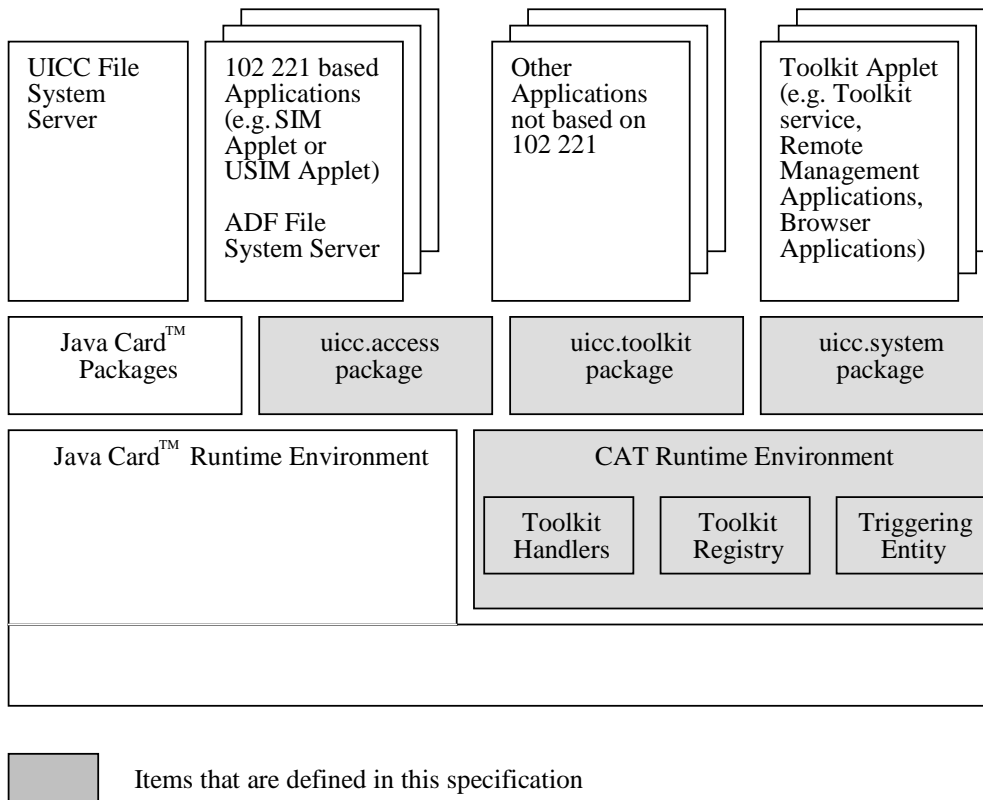 UICC File
System
Server
102 221 based
Applications
(e.g. SIM
Applet or
USIM Applet)
ADF File
System Server
Other
Applications
not based on
102 221
Toolkit Applet
(e.g. Toolkit
service,
Remote
Management
Applications,
Browser
Applications)
Java Card™
Packages
uicc.access
package
uicc.toolkit
package
uicc.system
package
Java Card™ Runtime Environment
CAT Runtime Environment
Toolkit
Handlers
Toolkit
Registry
Triggering
Entity
Items that are defined in this specification